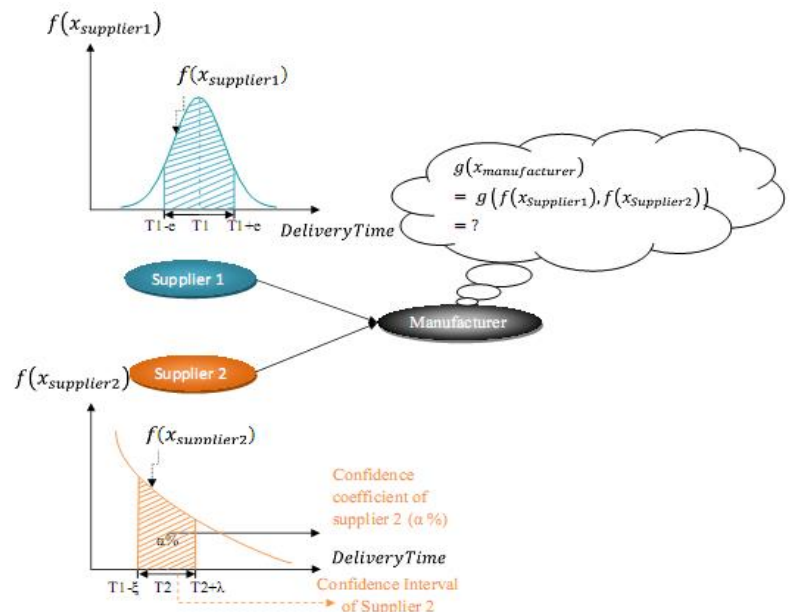 f(x_supplier1)
f(x_supplier1)
g(x_manufacturer)
= g(f(x_Supplier1), f(x_Supplier2))
= ?
T1-e T1 T1+e
DeliveryTime
Supplier 1
Manufacturer
Supplier 2
f(x_supplier2)
f(x_supplier2)
Confidence
coefficient of
supplier 2 (α %)
α%
DeliveryTime
T1-ξ T2 T2+λ
Confidence Interval
of Supplier 2